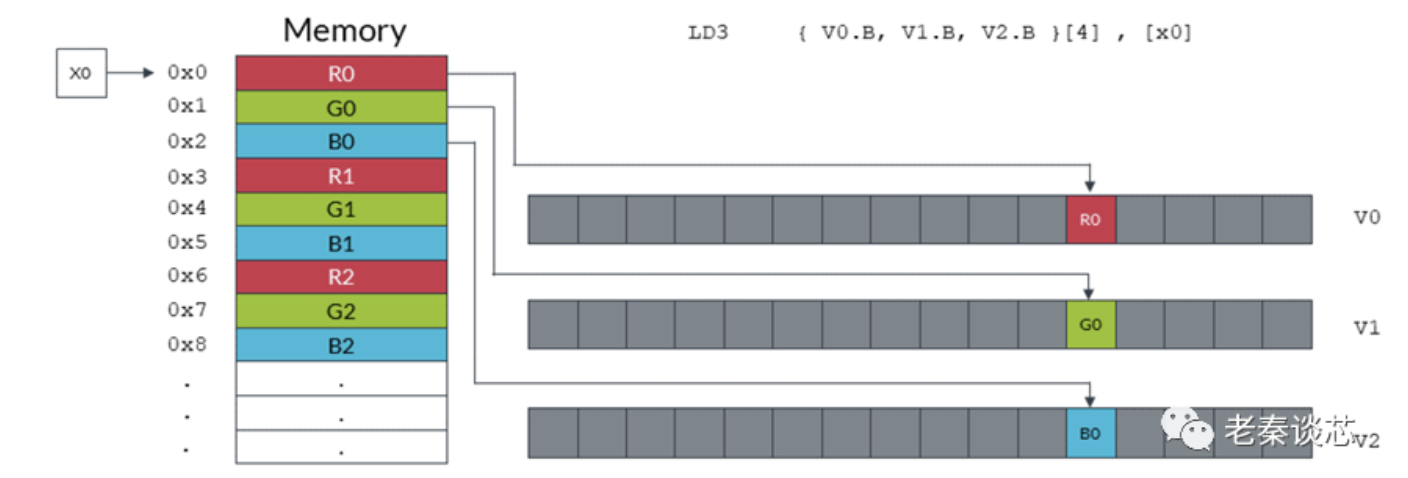 Memory
LD3 { V0.B, V1.B, V2.B }[4] , [x0]
X0
0x0 R0
0x1 G0
0x2 B0
0x3 R1
0x4 G1
0x5 B1
0x6 R2
0x7 G2
0x8 B2
. .
. .
. .
R0 V0
G0 V1
B0 老秦谈芯 V2